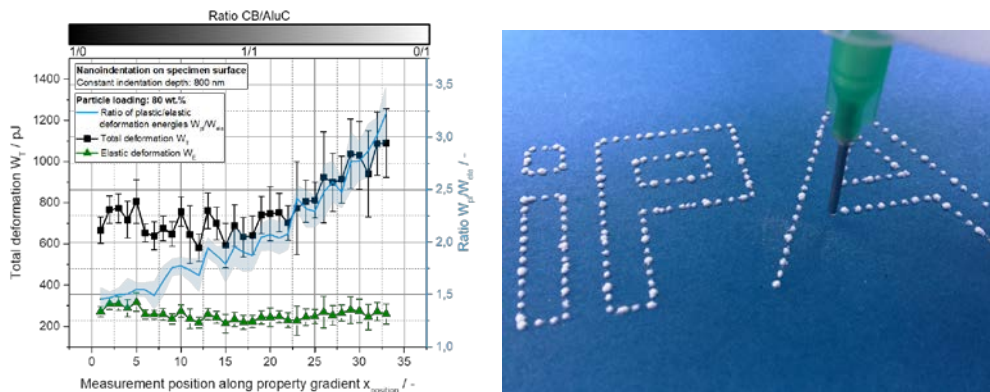 Ratio CB/AluC
1/0 1/1 0/1
Nanoindentation on specimen surface
Constant indentation depth: 800 nm
Particle loading: 80 wt.%
Ratio of plastic/elastic
deformation energies Wpl/Wela
Total deformation WT
Elastic deformation WE
Total deformation WT / pJ
1400
1200
1000
800
600
400
200
3,5
3,0
2,5
2,0
1,5
1,0
Ratio Wpl/Wela / -
0 5 10 15 20 25 30 35
Measurement position along property gradient xposition / -
iPA